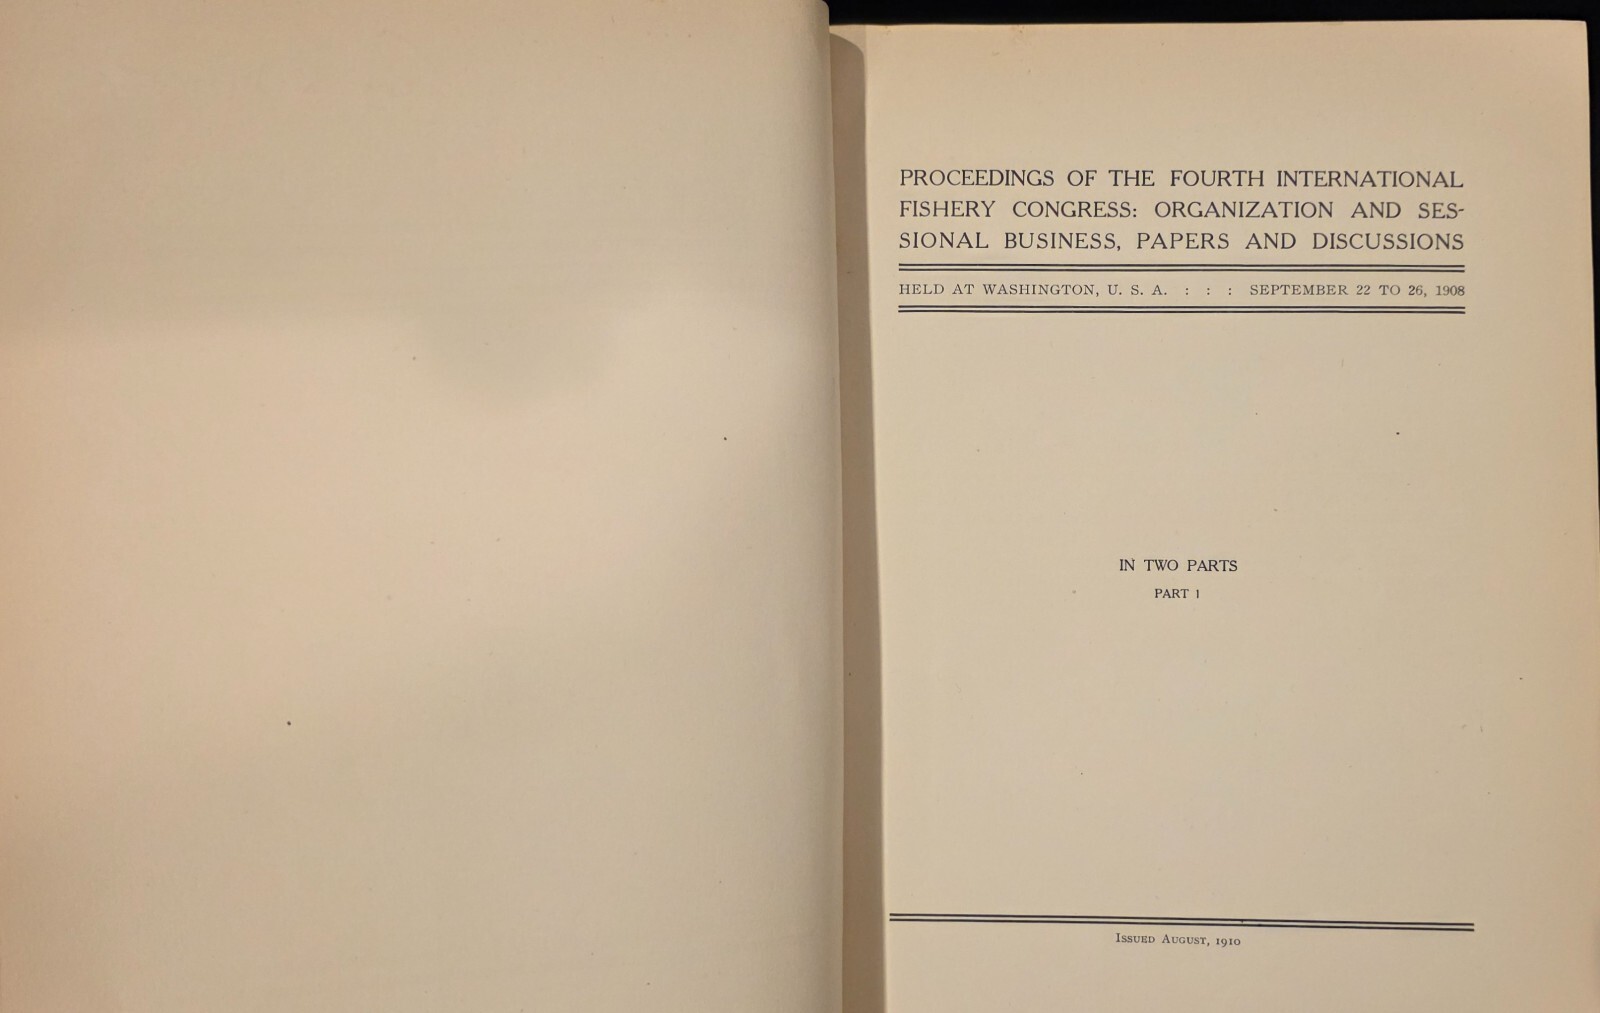 PROCEEDINGS OF THE FOURTH INTERNATIONAL
FISHERY CONGRESS: ORGANIZATION AND SES-
SIONAL BUSINESS, PAPERS AND DISCUSSIONS
HELD AT WASHINGTON, U. S. A. : : : SEPTEMBER 22 TO 26, 1908
IN TWO PARTS
PART 1
ISSUED AUGUST, 1910